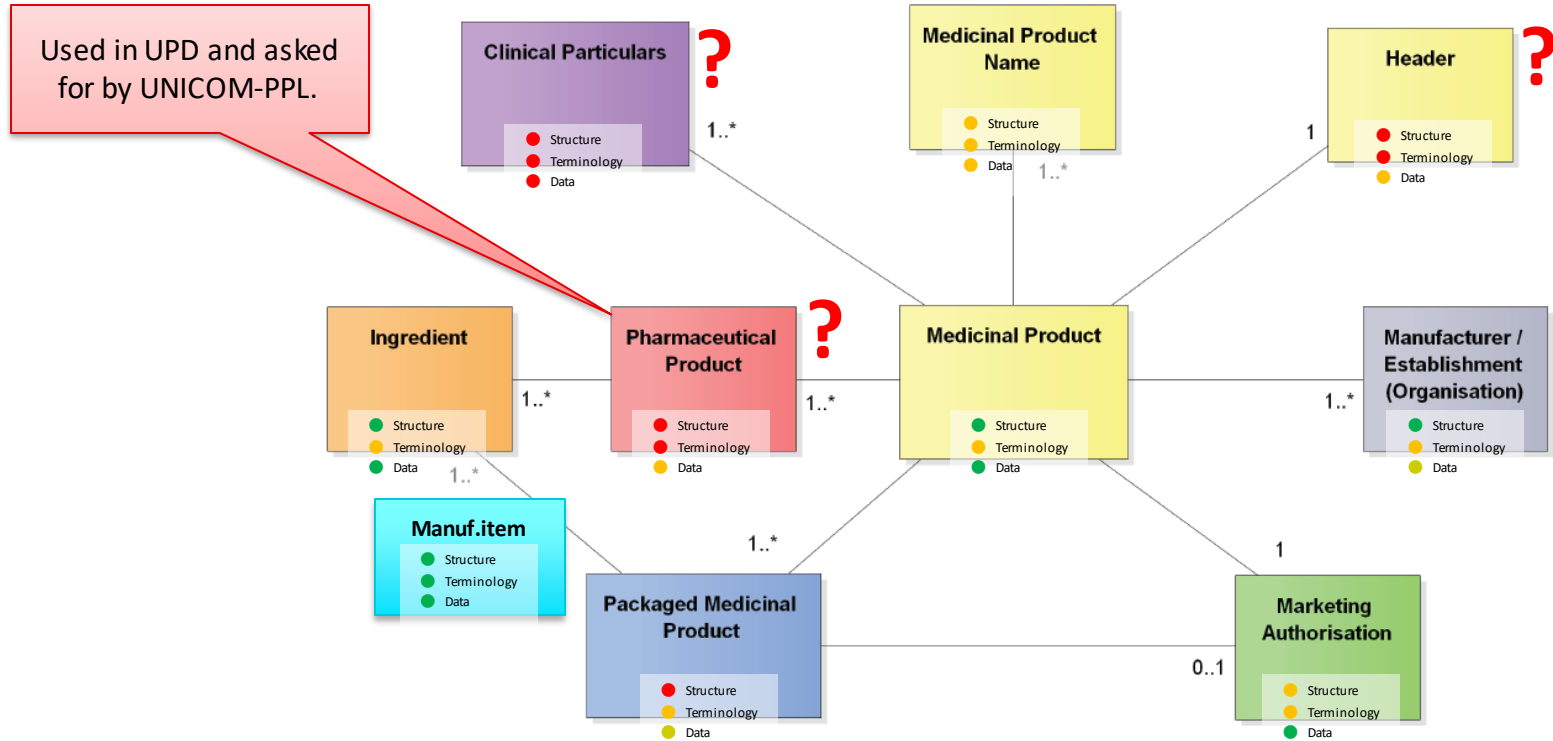 Used in UPD and asked
for by UNICOM-PPL.
Clinical Particulars
Structure
Terminology
Data
?
1..*
Medicinal Product
Name
Structure
Terminology
Data
1..*
Header
Structure
Terminology
Data
?
1
Ingredient
Structure
Terminology
Data
1..*
1..*
Pharmaceutical
Product
Structure
Terminology
Data
?
1..*
Medicinal Product
Structure
Terminology
Data
Manufacturer /
Establishment
(Organisation)
Structure
Terminology
Data
1..*
Manuf.item
Structure
Terminology
Data
1..*
Packaged Medicinal
Product
Structure
Terminology
Data
1
Marketing
Authorisation
Structure
Terminology
Data
0..1